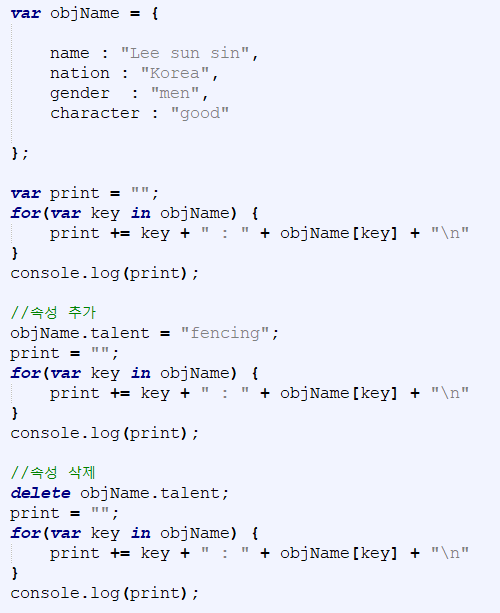 var objName = {
name : "Lee sun sin",
nation : "Korea",
gender  : "men",
character : "good"
};
var print = "";
for(var key in objName) {
print += key + " : " + objName[key] + "\n"
}
console.log(print);
//속성 추가
objName.talent = "fencing";
print = "";
for(var key in objName) {
print += key + " : " + objName[key] + "\n"
}
console.log(print);
//속성 삭제
delete objName.talent;
print = "";
for(var key in objName) {
print += key + " : " + objName[key] + "\n"
}
console.log(print);